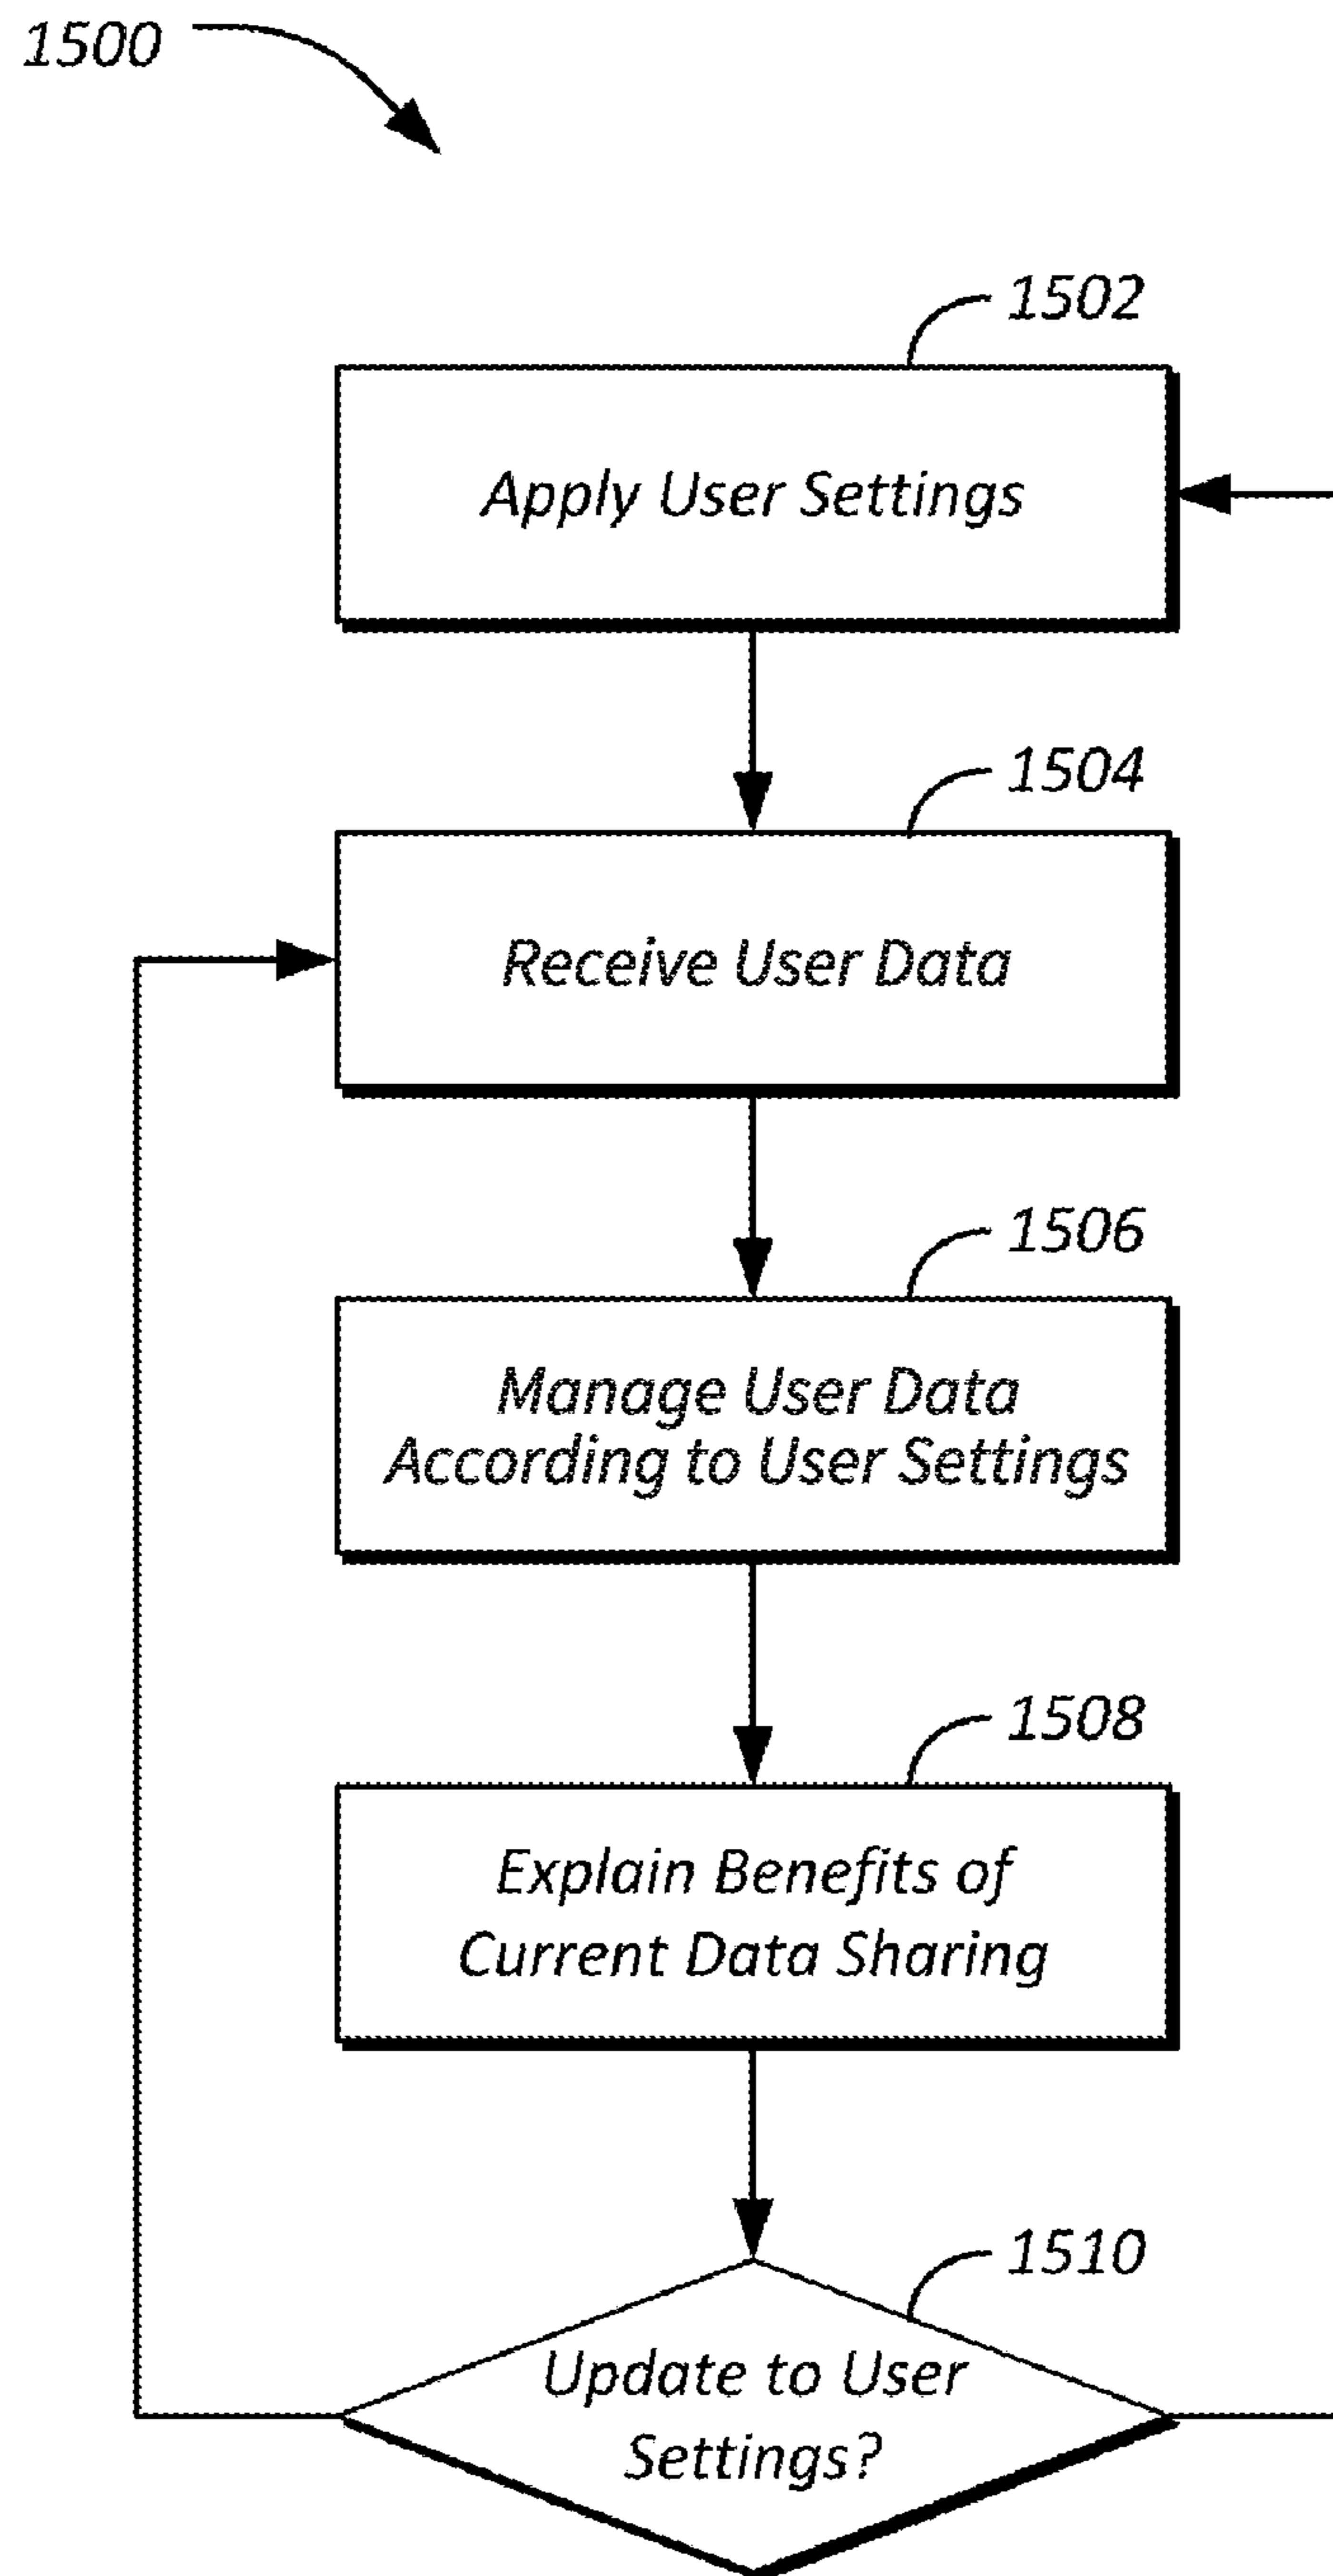 1500
1502
Apply User Settings
1504
Receive User Data
1506
Manage User Data
According to User Settings
1508
Explain Benefits of
Current Data Sharing
1510
Update to User
Settings?